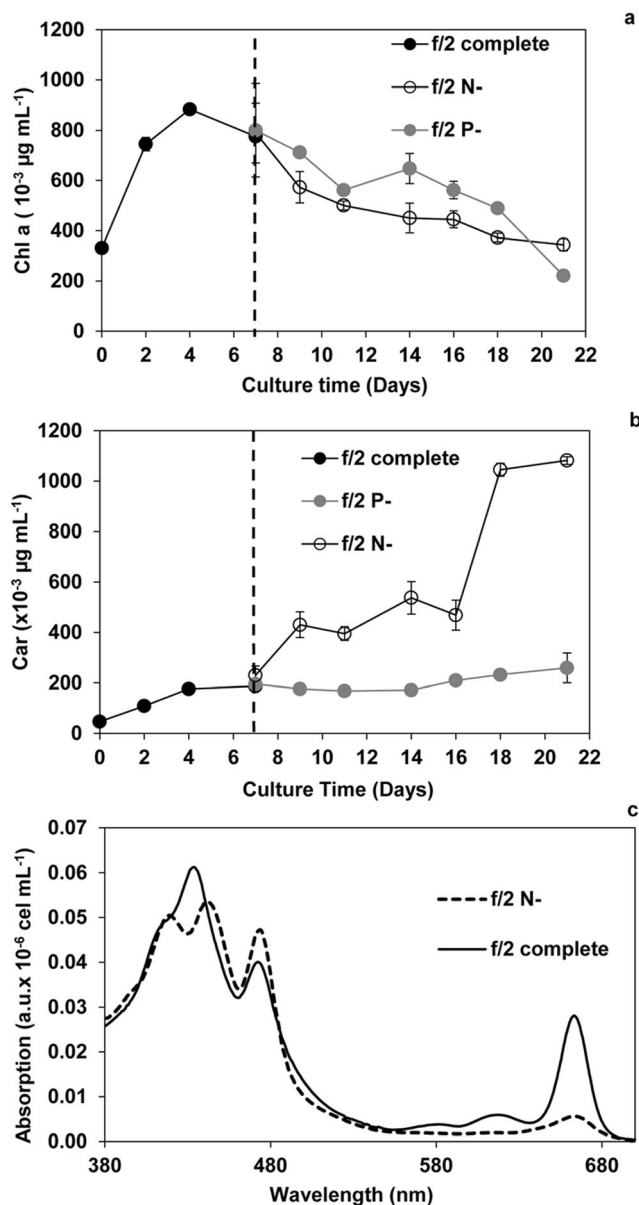 a
1200
1000
800
600
400
200
0
Chl a ( 10⁻³ µg mL⁻¹)
f/2 complete
f/2 N-
f/2 P-
0 2 4 6 8 10 12 14 16 18 20 22
Culture time (Days)
b
1200
1000
800
600
400
200
0
Car (x10⁻³ µg mL⁻¹)
f/2 complete
f/2 P-
f/2 N-
0 2 4 6 8 10 12 14 16 18 20 22
Culture Time (Days)
c
0.07
0.06
0.05
0.04
0.03
0.02
0.01
0.00
Absorption (a.u.x 10⁻⁶ cel mL⁻¹)
f/2 N-
f/2 complete
380 480 580 680
Wavelength (nm)